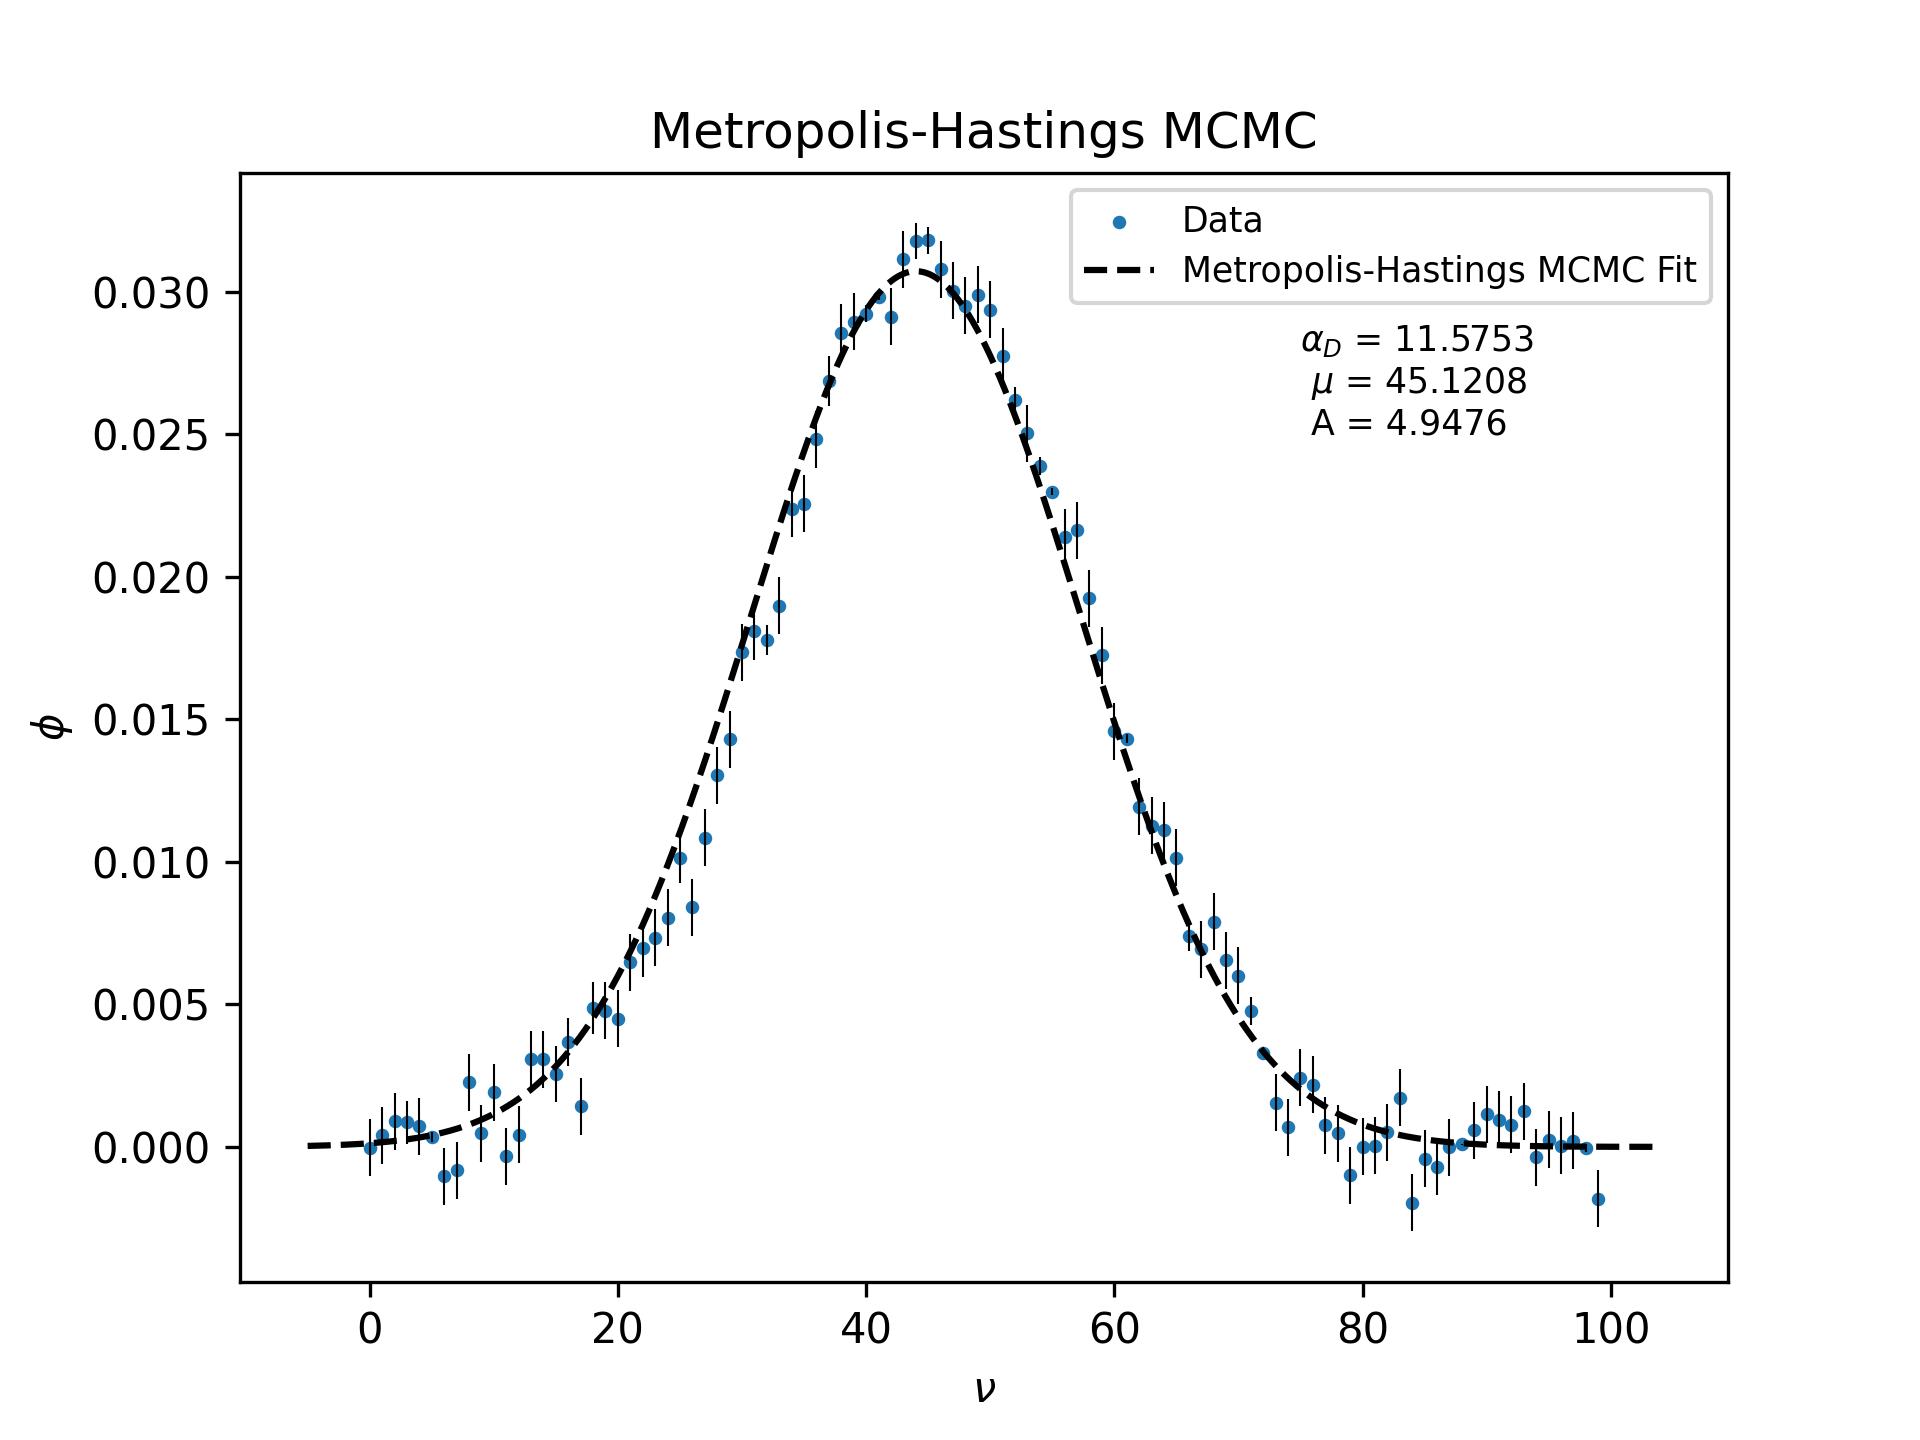 Metropolis-Hastings MCMC
Data
Metropolis-Hastings MCMC Fit
α_D = 11.5753
μ = 45.1208
A = 4.9476
0.030
0.025
0.020
0.015
0.010
0.005
0.000
ϕ
0 20 40 60 80 100
ν